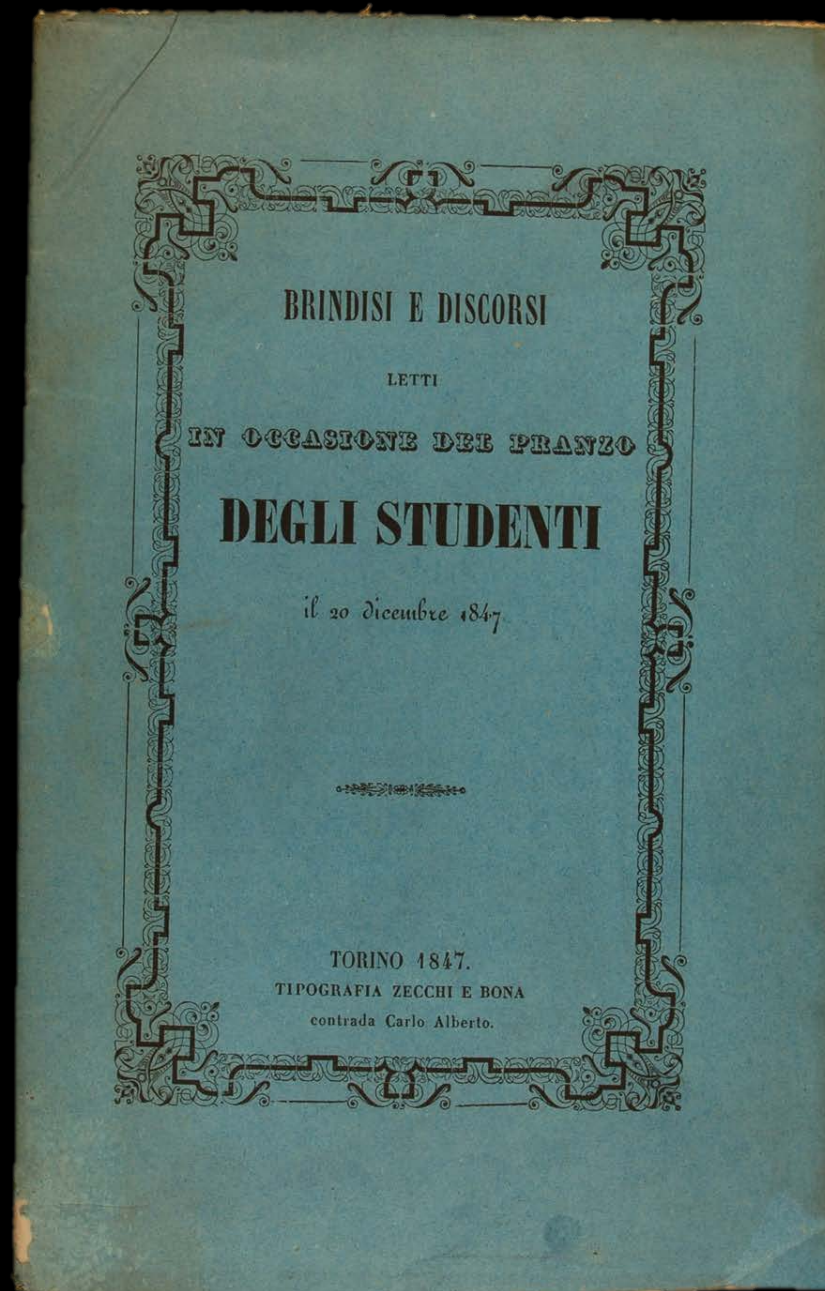 BRINDISI E DISCORSI
LETTI
IN OCCASIONE DEL PRANZO
DEGLI STUDENTI
il 20 dicembre 1847
TORINO 1847.
TIPOGRAFIA ZECCHI E BONA
contrada Carlo Alberto.